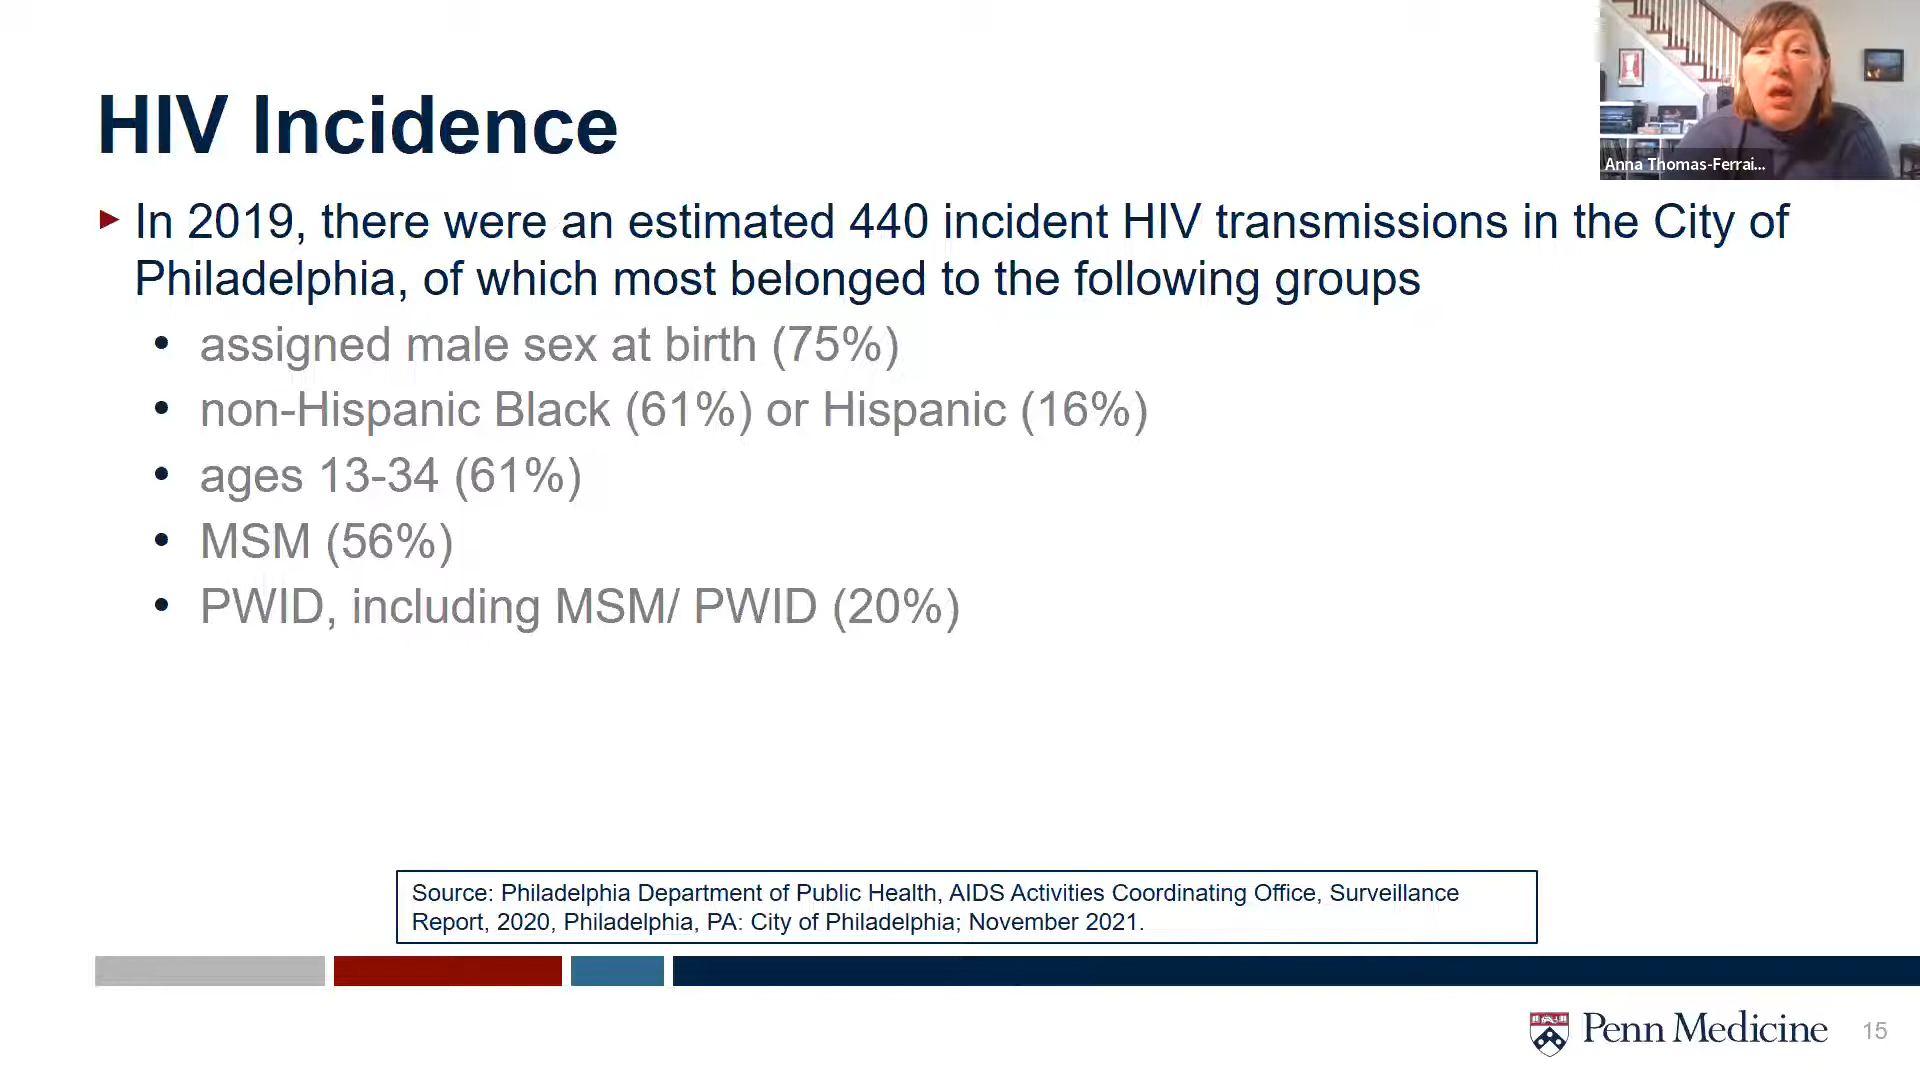 HIV Incidence
▸ In 2019, there were an estimated 440 incident HIV transmissions in the City of
Philadelphia, of which most belonged to the following groups
• assigned male sex at birth (75%)
• non-Hispanic Black (61%) or Hispanic (16%)
• ages 13-34 (61%)
• MSM (56%)
• PWID, including MSM/ PWID (20%)
Anna Thomas-Ferrai...
Source: Philadelphia Department of Public Health, AIDS Activities Coordinating Office, Surveillance
Report, 2020, Philadelphia, PA: City of Philadelphia; November 2021.
Penn Medicine
15